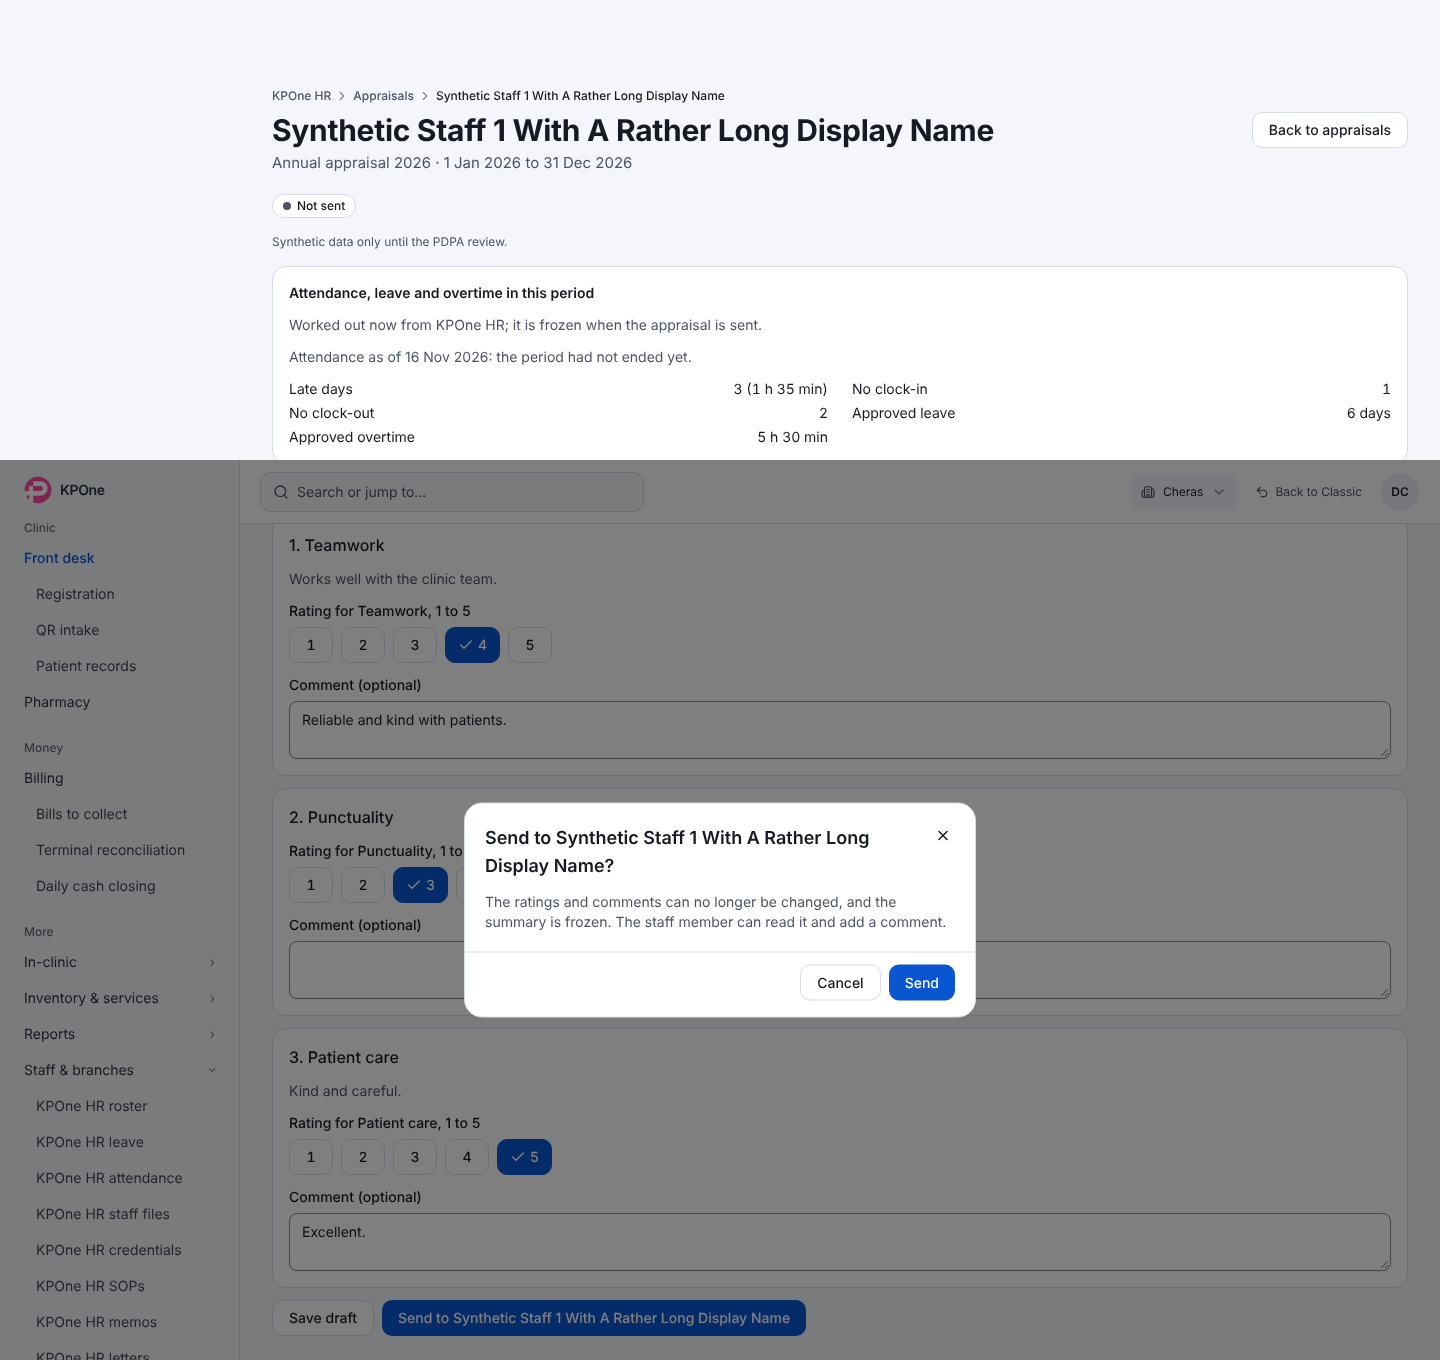 KPOne HR > Appraisals > Synthetic Staff 1 With A Rather Long Display Name
Synthetic Staff 1 With A Rather Long Display Name
Back to appraisals
Annual appraisal 2026 · 1 Jan 2026 to 31 Dec 2026
Not sent
Synthetic data only until the PDPA review.
Attendance, leave and overtime in this period
Worked out now from KPOne HR; it is frozen when the appraisal is sent.
Attendance as of 16 Nov 2026: the period had not ended yet.
Late days 3 (1 h 35 min)
No clock-in 1
No clock-out 2
Approved leave 6 days
Approved overtime 5 h 30 min
KPOne
Search or jump to...
Cheras
Back to Classic
DC
Clinic
Front desk
Registration
QR intake
Patient records
Pharmacy
Money
Billing
Bills to collect
Terminal reconciliation
Daily cash closing
More
In-clinic
Inventory & services
Reports
Staff & branches
KPOne HR roster
KPOne HR leave
KPOne HR attendance
KPOne HR staff files
KPOne HR credentials
KPOne HR SOPs
KPOne HR memos
KPOne HR letters
1. Teamwork
Works well with the clinic team.
Rating for Teamwork, 1 to 5
1 2 3 4 5
Comment (optional)
Reliable and kind with patients.
2. Punctuality
Rating for Punctuality, 1 to
1 2 3
Comment (optional)
Send to Synthetic Staff 1 With A Rather Long
Display Name?
The ratings and comments can no longer be changed, and the
summary is frozen. The staff member can read it and add a comment.
Cancel
Send
3. Patient care
Kind and careful.
Rating for Patient care, 1 to 5
1 2 3 4 5
Comment (optional)
Excellent.
Save draft
Send to Synthetic Staff 1 With A Rather Long Display Name